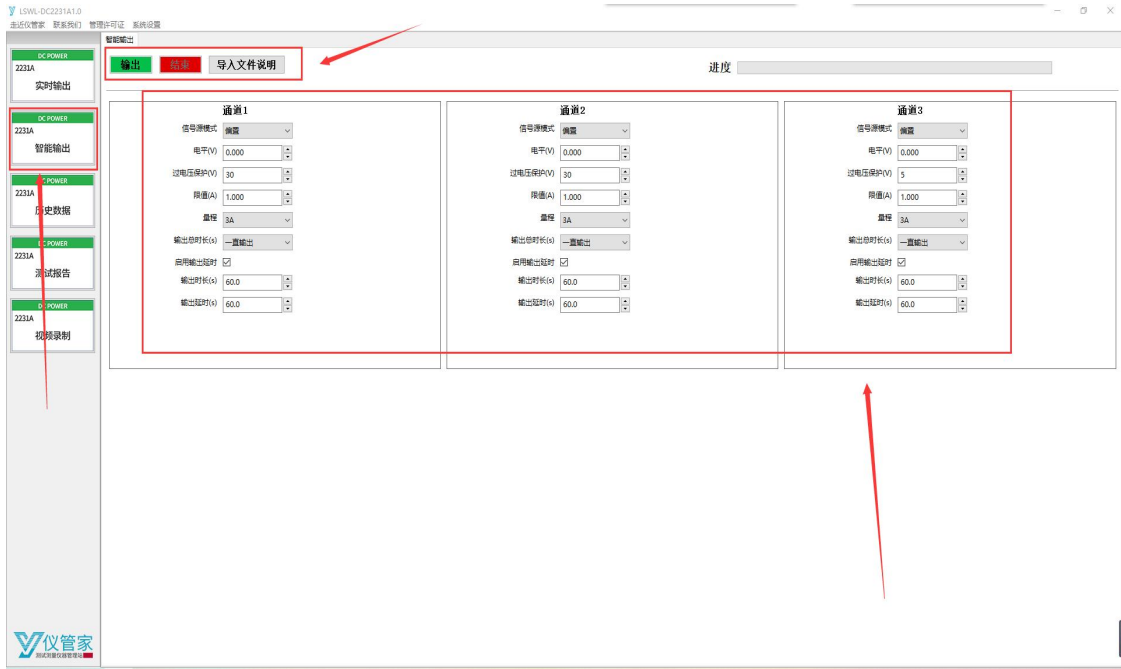 LSWL-DC2231A1.0
走近仪管家 联系我们 管理许可证 系统设置
智能输出
DC POWER
2231A
实时输出
DC POWER
2231A
智能输出
DC POWER
2231A
历史数据
DC POWER
2231A
测试报告
DC POWER
2231A
视频录制
输出 结束 导入文件说明
进度
通道1
信号源模式 偏置
电平(V) 0.000
过电压保护(V) 30
限值(A) 1.000
量程 3A
输出总时长(s) 一直输出
启用输出延时
输出时长(s) 60.0
输出延时(s) 60.0
通道2
信号源模式 偏置
电平(V) 0.000
过电压保护(V) 30
限值(A) 1.000
量程 3A
输出总时长(s) 一直输出
启用输出延时
输出时长(s) 60.0
输出延时(s) 60.0
通道3
信号源模式 偏置
电平(V) 0.000
过电压保护(V) 5
限值(A) 1.000
量程 3A
输出总时长(s) 一直输出
启用输出延时
输出时长(s) 60.0
输出延时(s) 60.0
仪管家
测试测量仪器管理站